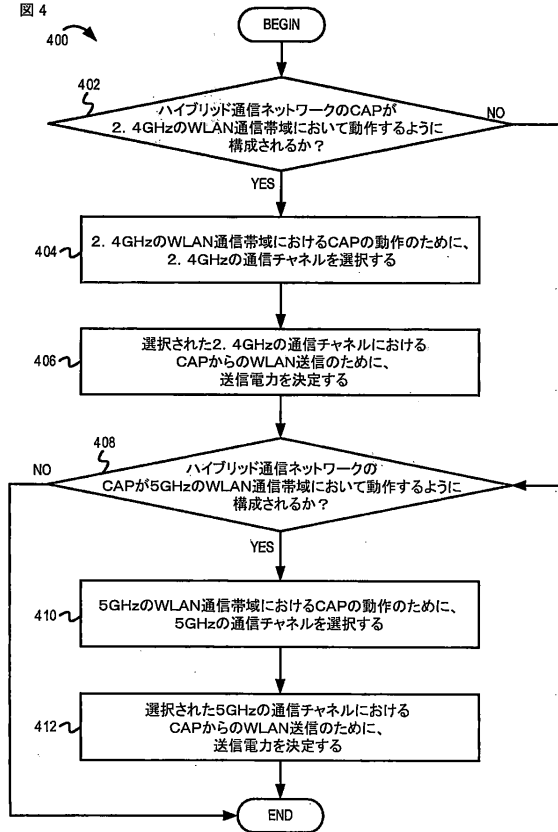 図4
400
BEGIN
402
ハイブリッド通信ネットワークのCAPが
2. 4GHzのWLAN通信帯域において動作するように
構成されるか?
NO
YES
404
2. 4GHzのWLAN通信帯域におけるCAPの動作のために、
2. 4GHzの通信チャネルを選択する
406
選択された2. 4GHzの通信チャネルにおける
CAPからのWLAN送信のために、
送信電力を決定する
408
NO
ハイブリッド通信ネットワークの
CAPが5GHzのWLAN通信帯域において動作するように
構成されるか?
YES
410
5GHzのWLAN通信帯域におけるCAPの動作のために、
5GHzの通信チャネルを選択する
412
選択された5GHzの通信チャネルにおける
CAPからのWLAN送信のために、
送信電力を決定する
END